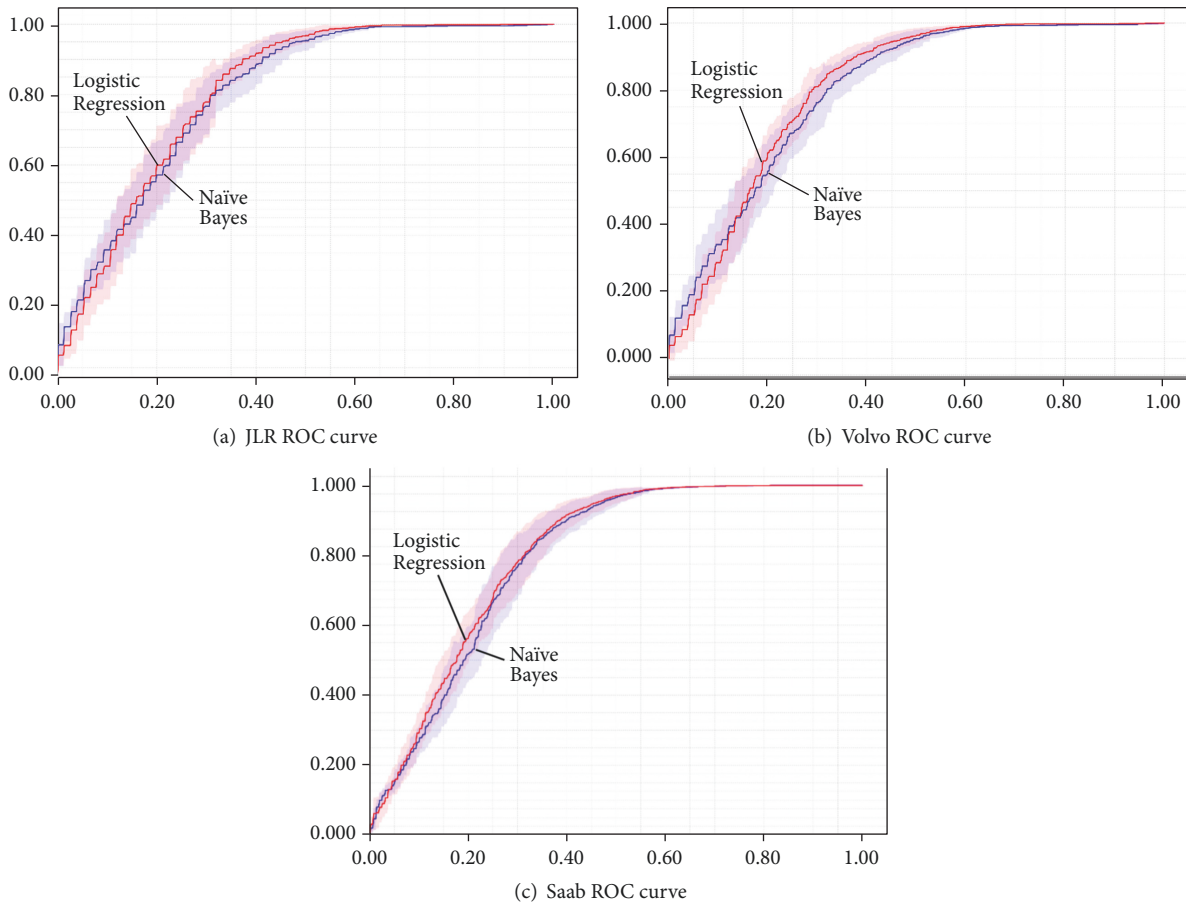 1.00
0.80
0.60
0.40
0.20
0.00
Logistic
Regression
Naïve
Bayes
0.00 0.20 0.40 0.60 0.80 1.00
(a) JLR ROC curve
1.000
0.800
0.600
0.400
0.200
0.000
Logistic
Regression
Naïve
Bayes
0.00 0.20 0.40 0.60 0.80 1.00
(b) Volvo ROC curve
1.000
0.800
0.600
0.400
0.200
0.000
Logistic
Regression
Naïve
Bayes
0.00 0.20 0.40 0.60 0.80 1.00
(c) Saab ROC curve